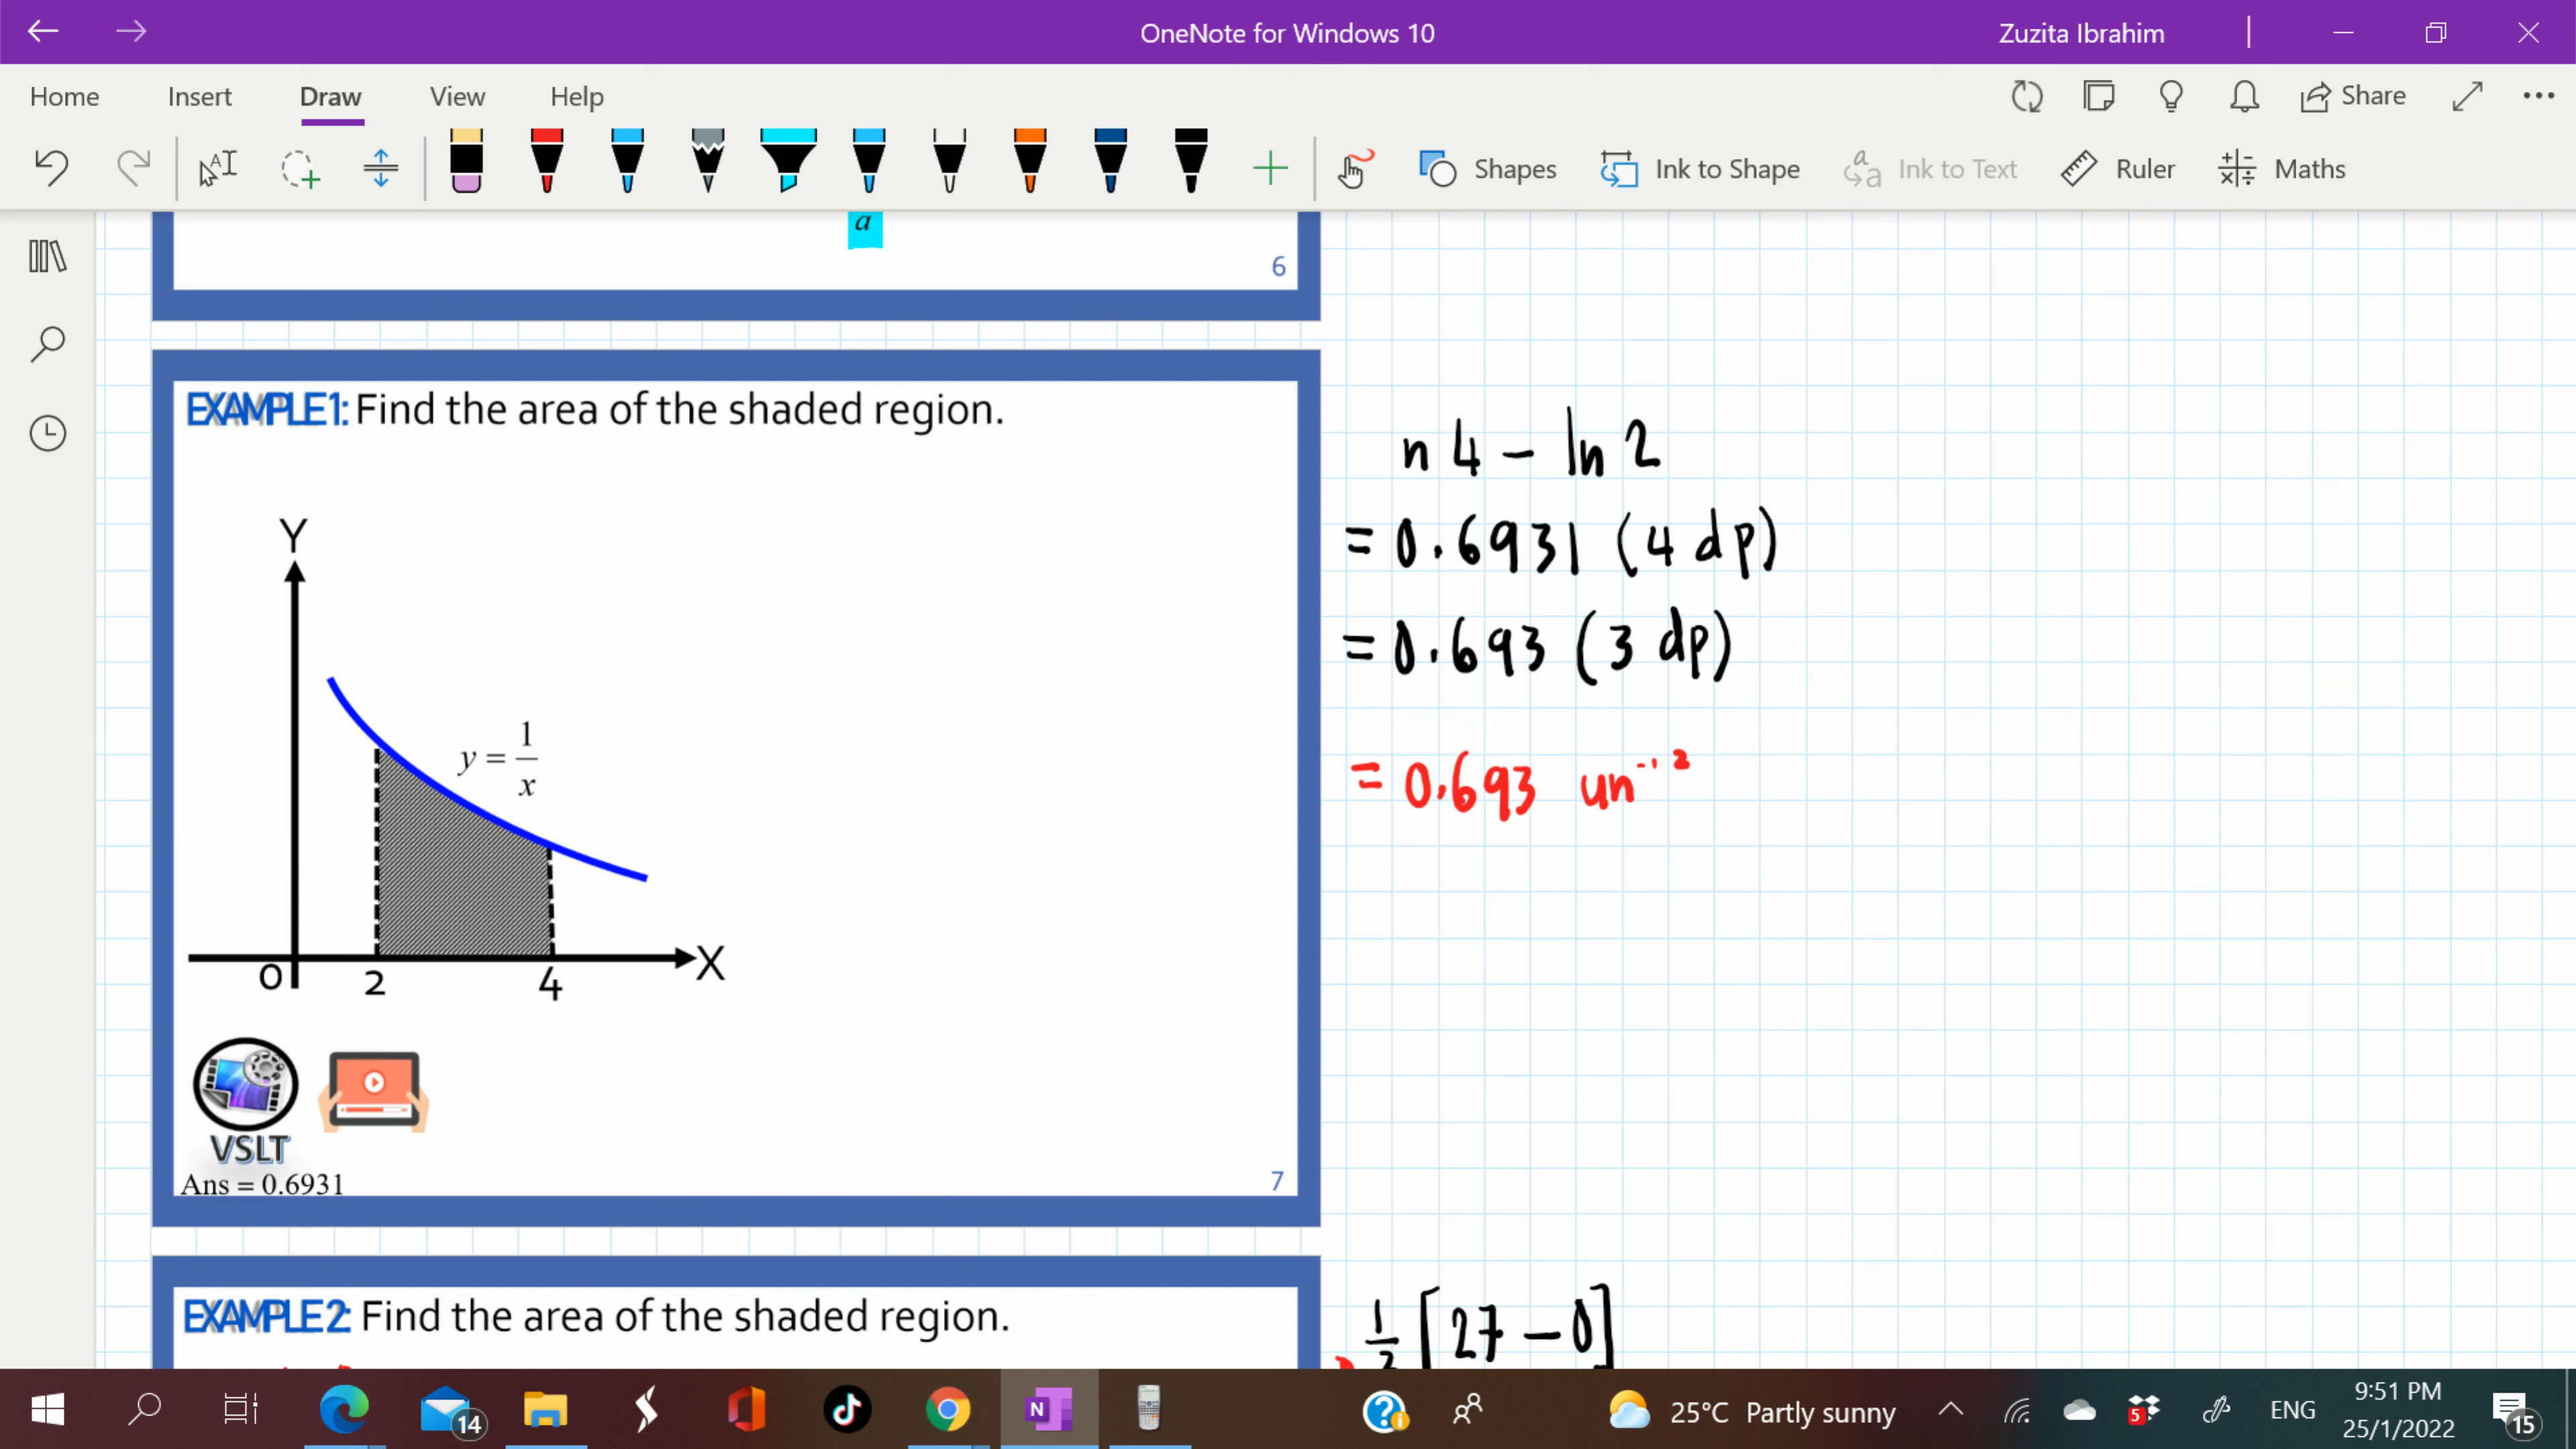 OneNote for Windows 10
Zuzita Ibrahim
Home Insert Draw View Help
Share
Shapes Ink to Shape Ink to Text Ruler Maths
a
6
EXAMPLE1: Find the area of the shaded region.
Y
y = 1/x
0 2 4 X
VSLT
Ans = 0.6931
7
n 4 - ln 2
= 0.6931 (4 dp)
= 0.693 (3 dp)
= 0.693 un 2
EXAMPLE2: Find the area of the shaded region.
[27 - 0]
14
N
25°C Partly sunny
5
ENG
9:51 PM
25/1/2022
15